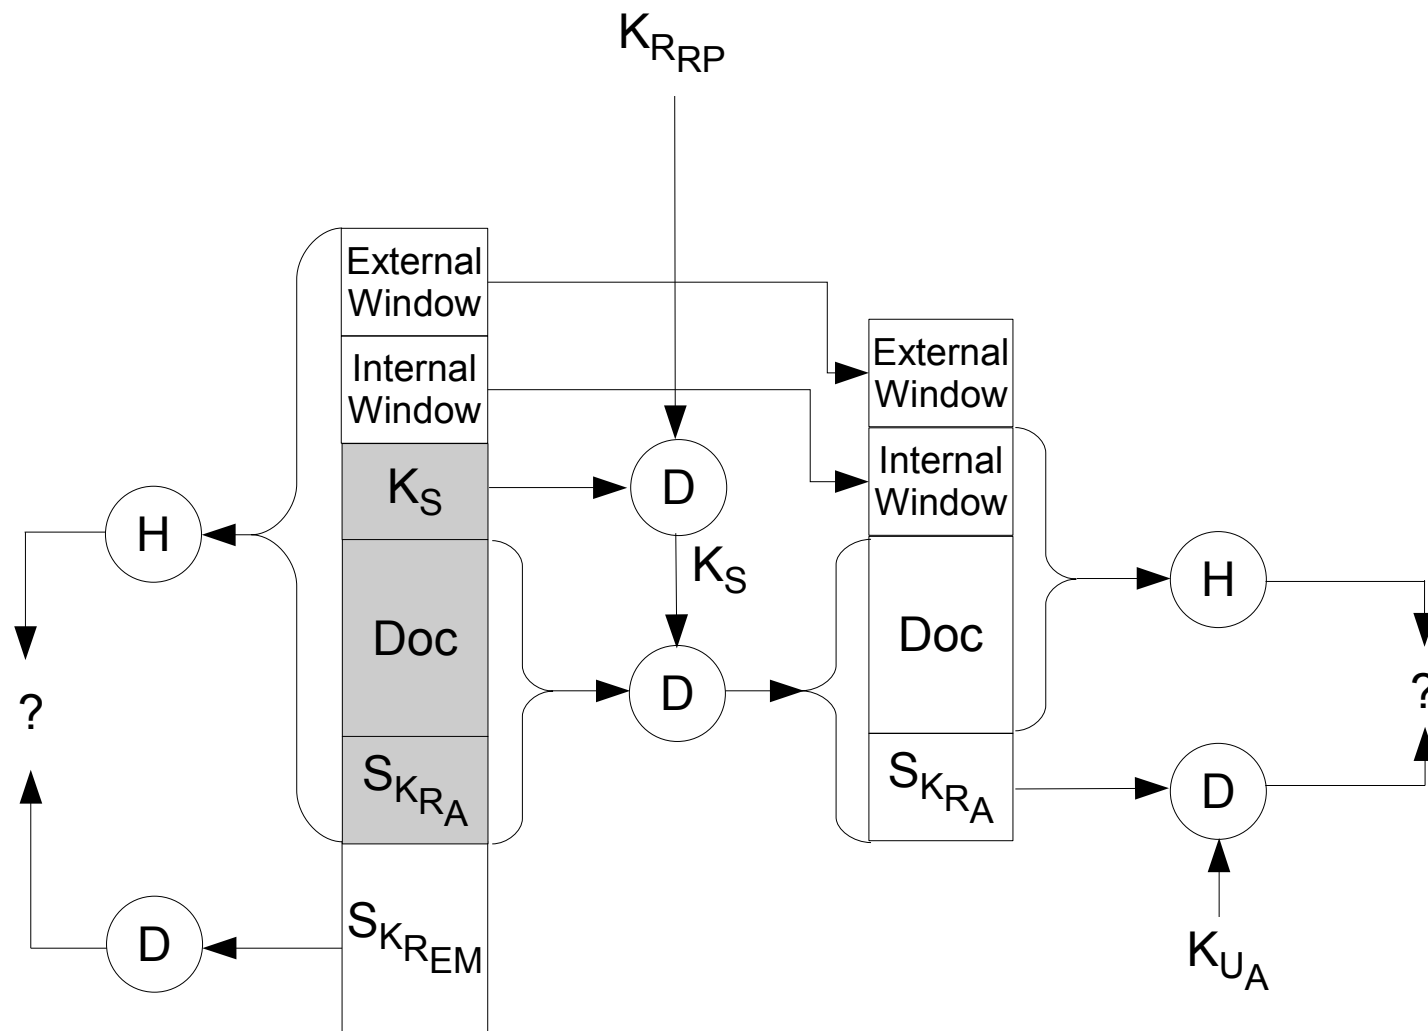 K_R_RP
External
Window
Internal
Window
K_S
Doc
S_K_R_A
S_K_R_EM
H
?
D
D
K_S
D
External
Window
Internal
Window
Doc
S_K_R_A
H
?
D
K_U_A